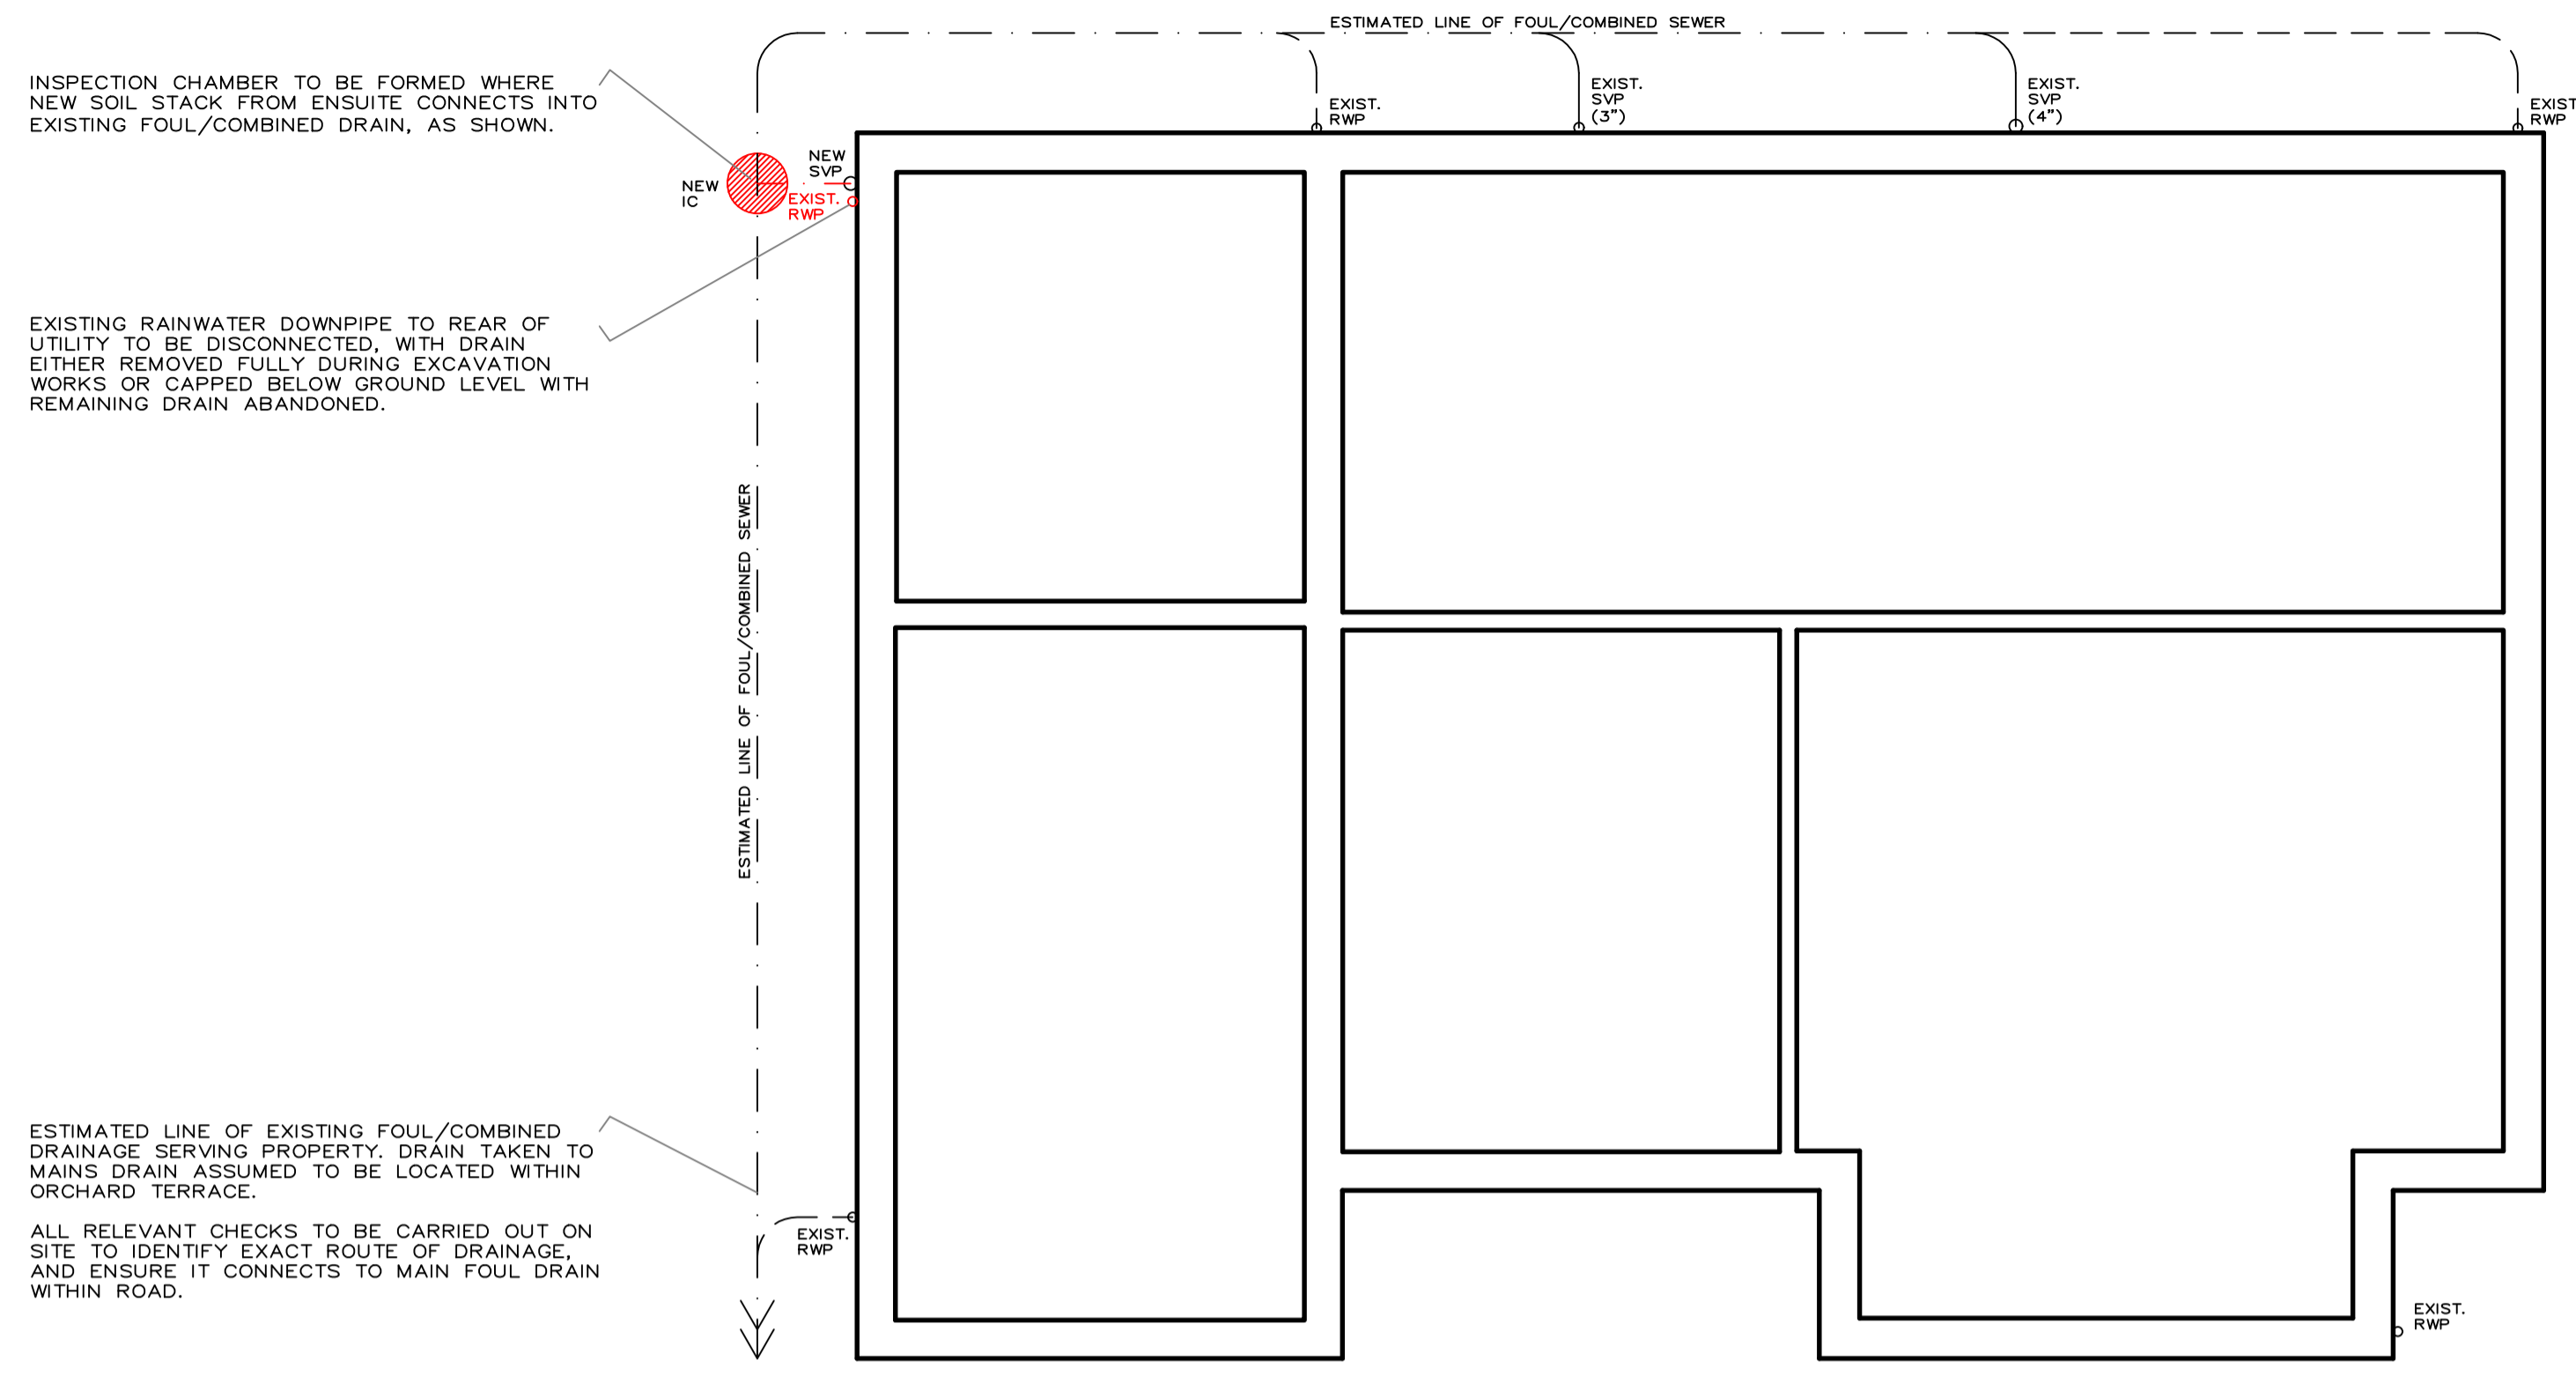 ESTIMATED LINE OF FOUL/COMBINED SEWER
INSPECTION CHAMBER TO BE FORMED WHERE
NEW SOIL STACK FROM ENSUITE CONNECTS INTO
EXISTING FOUL/COMBINED DRAIN, AS SHOWN.
EXIST.
RWP
EXIST.
SVP
(3")
EXIST.
SVP
(4")
EXIST
RWP
NEW
SVP
NEW
IC
EXIST.
RWP
EXISTING RAINWATER DOWNPIPE TO REAR OF
UTILITY TO BE DISCONNECTED, WITH DRAIN
EITHER REMOVED FULLY DURING EXCAVATION
WORKS OR CAPPED BELOW GROUND LEVEL WITH
REMAINING DRAIN ABANDONED.
ESTIMATED LINE OF FOUL/COMBINED SEWER
ESTIMATED LINE OF EXISTING FOUL/COMBINED
DRAINAGE SERVING PROPERTY. DRAIN TAKEN TO
MAINS DRAIN ASSUMED TO BE LOCATED WITHIN
ORCHARD TERRACE.
ALL RELEVANT CHECKS TO BE CARRIED OUT ON
SITE TO IDENTIFY EXACT ROUTE OF DRAINAGE,
AND ENSURE IT CONNECTS TO MAIN FOUL DRAIN
WITHIN ROAD.
EXIST.
RWP
EXIST.
RWP